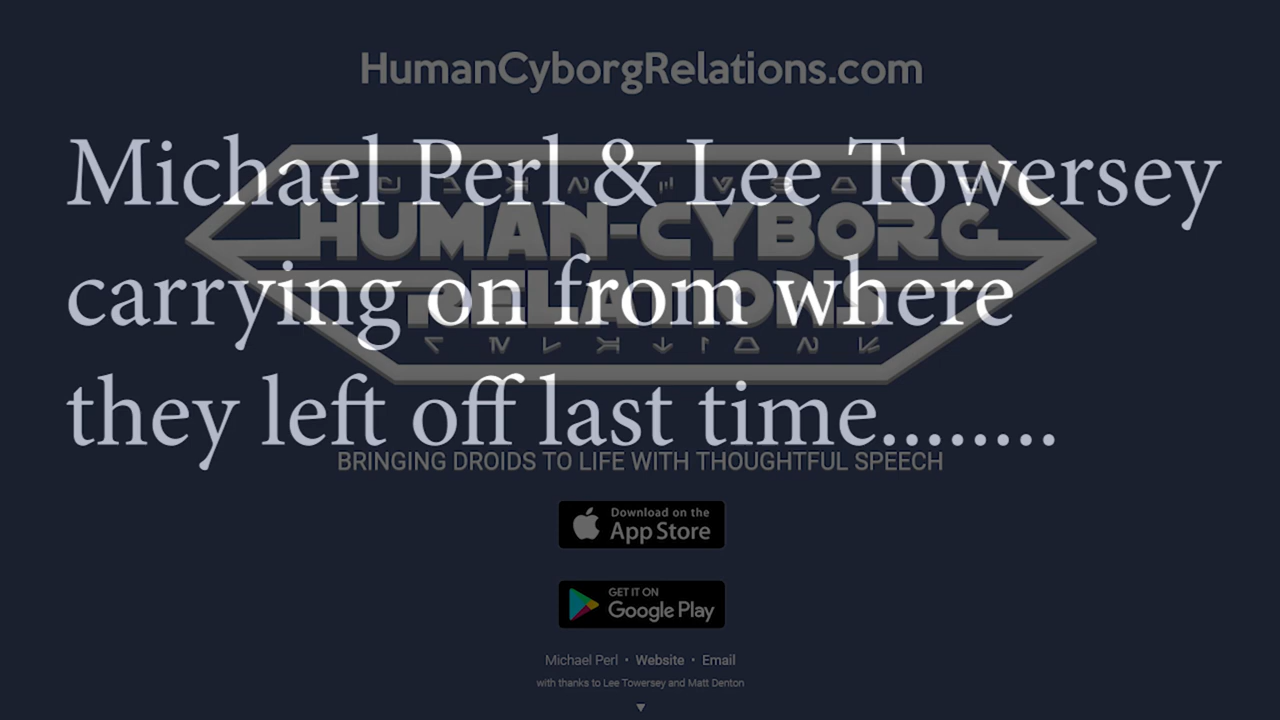 HumanCyborgRelations.com
Michael Perl & Lee Towersey
HUMAN-CYBORG
carrying on from where
RELATIONS
they left off last time........
BRINGING DROIDS TO LIFE WITH THOUGHTFUL SPEECH
Download on the
App Store
GET IT ON
Google Play
Michael Perl · Website · Email
with thanks to Lee Towersey and Matt Denton